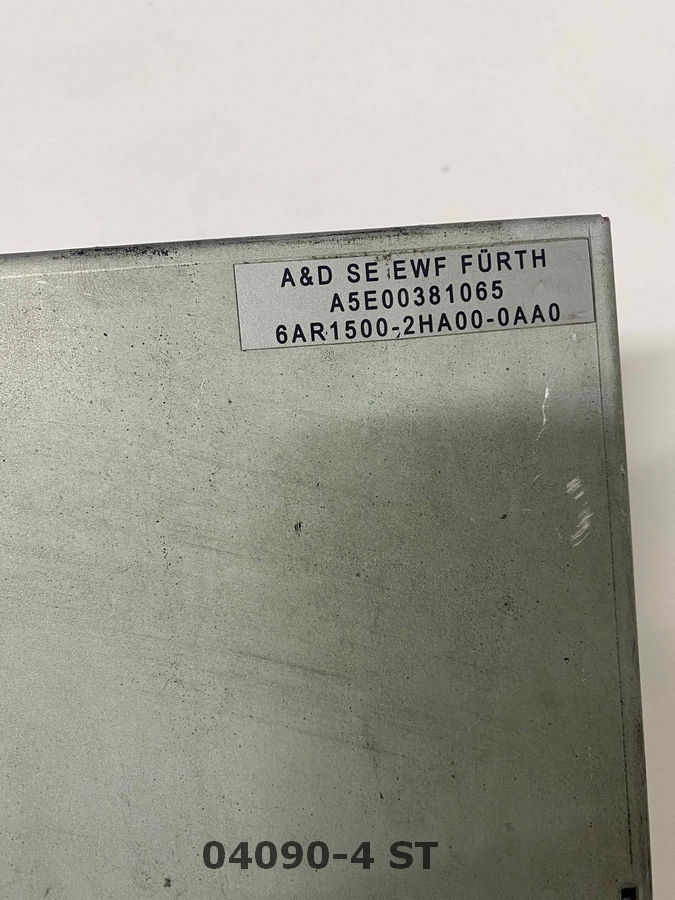 A&D SE EWF FÜRTH
A5E00381065
6AR1500-2HA00-0AA0
04090-4 ST